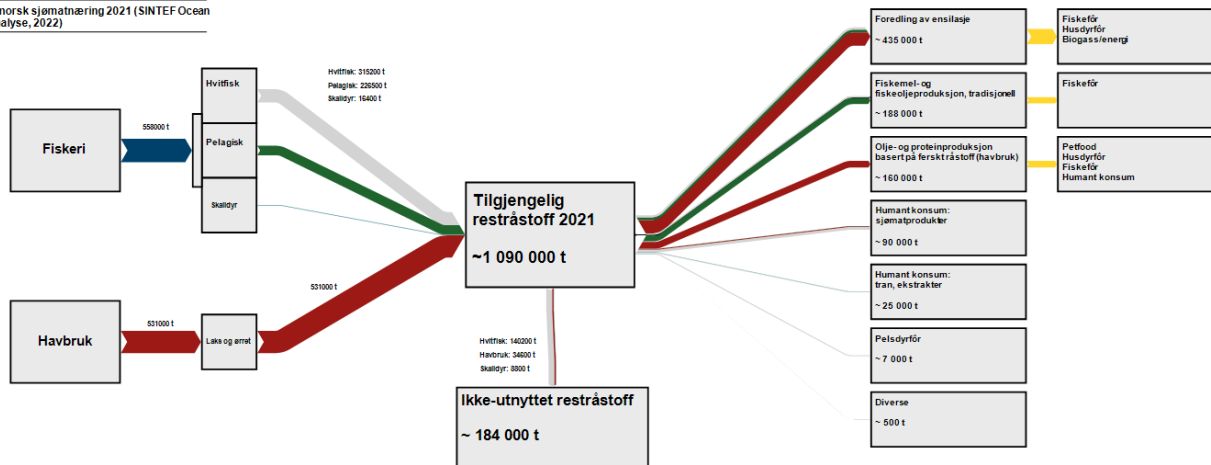 norsk sjømatnæring 2021 (SINTEF Ocean
alyse, 2022)
Fiskeri
558000 t
Hvitfisk
Pelagisk
Skalldyr
Hvitfisk: 315200 t
Pelagisk: 226500 t
Skalldyr: 16400 t
Havbruk
531000 t
Laks og ørret
531000 t
Tilgjengelig
restråstoff 2021
~1 090 000 t
Hvitfisk: 140200 t
Havbruk: 34600 t
Skalldyr: 8800 t
Ikke-utnyttet restråstoff
~ 184 000 t
Foredling av ensilasje
~ 435 000 t
Fiskefôr
Husdyrfôr
Biogass/energi
Fiskemel- og
fiskeoljeproduksjon, tradisjonell
~ 188 000 t
Fiskefôr
Olje- og proteinproduksjon
basert på ferskt råstoff (havbruk)
~ 160 000 t
Petfood
Husdyrfôr
Fiskefôr
Humant konsum
Humant konsum:
sjømatprodukter
~ 90 000 t
Humant konsum:
tran, ekstrakter
~ 25 000 t
Pelsdyrfôr
~ 7 000 t
Diverse
~ 500 t